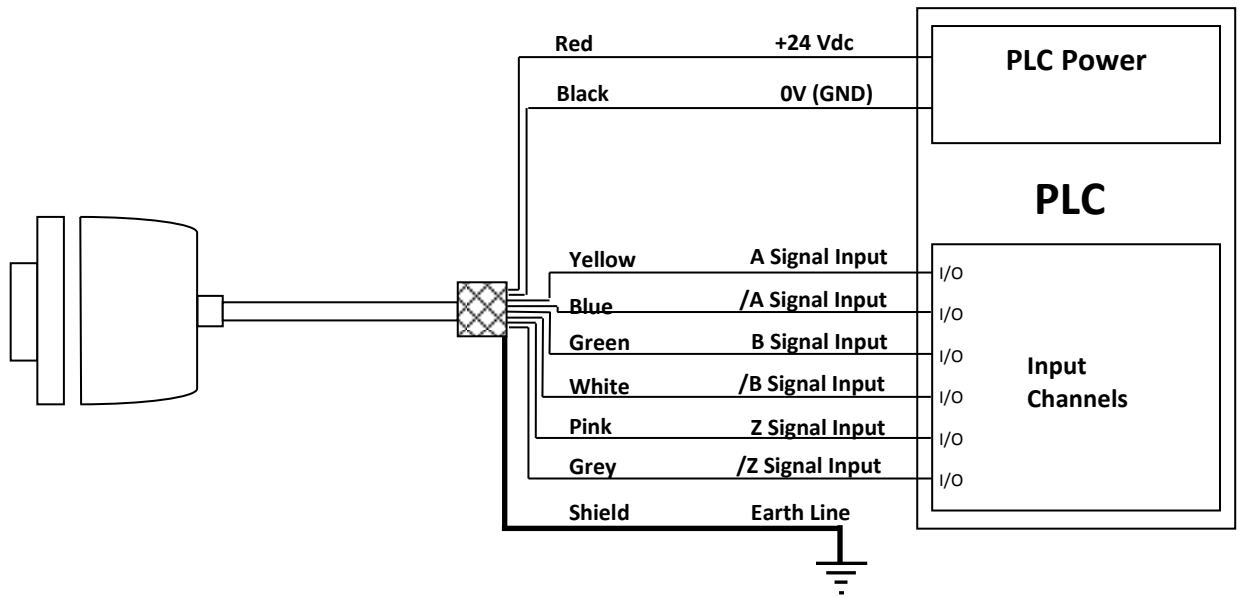 Red +24 Vdc
PLC Power
Black 0V (GND)
PLC
Yellow A Signal Input I/O
Blue /A Signal Input I/O
Green B Signal Input I/O
Input
Channels
White /B Signal Input I/O
Pink Z Signal Input I/O
Grey /Z Signal Input I/O
Shield Earth Line